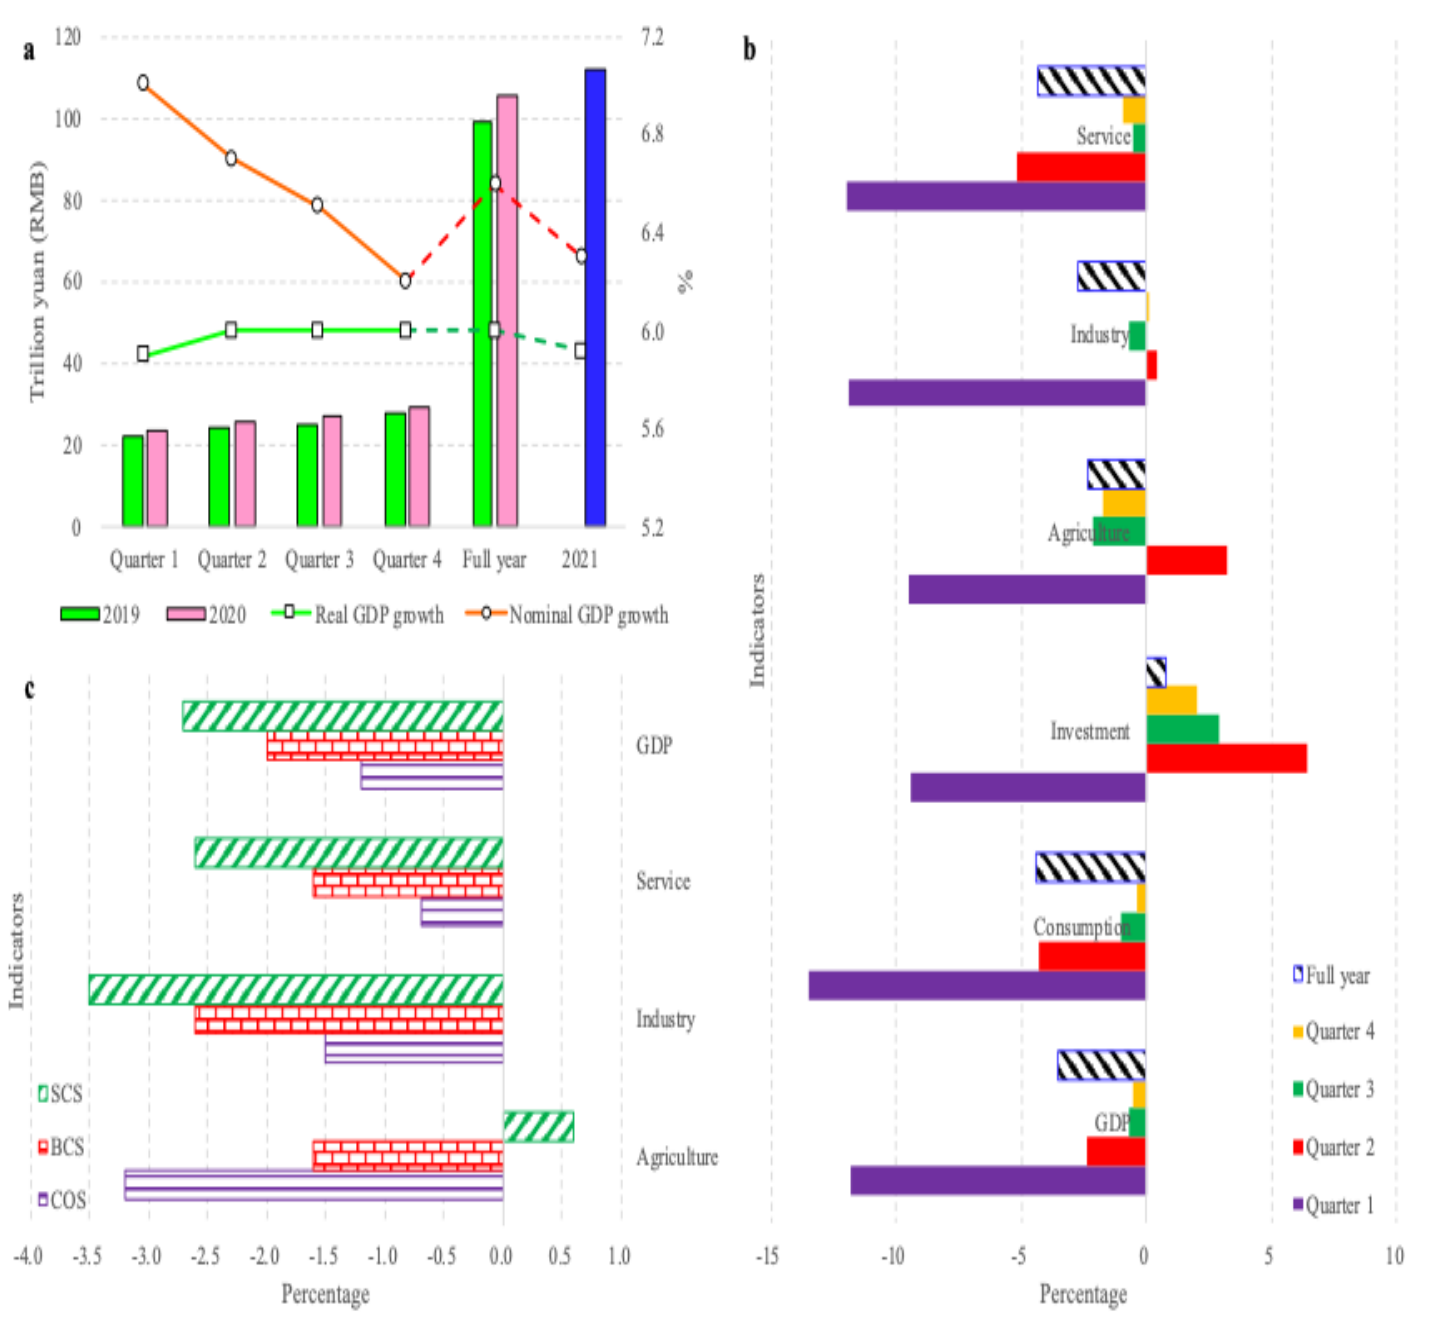 a
120
100
80
60
40
20
0
Trillion yuan (RMB)
7.2
6.8
6.4
6.0
5.6
5.2
%
Quarter 1 Quarter 2 Quarter 3 Quarter 4 Full year 2021
2019 2020 Real GDP growth Nominal GDP growth
b
Indicators
Service
Industry
Agriculture
Investment
Consumption
GDP
Full year
Quarter 4
Quarter 3
Quarter 2
Quarter 1
-15 -10 -5 0 5 10
Percentage
c
Indicators
GDP
Service
Industry
Agriculture
SCS
BCS
COS
-4.0 -3.5 -3.0 -2.5 -2.0 -1.5 -1.0 -0.5 0.0 0.5 1.0
Percentage